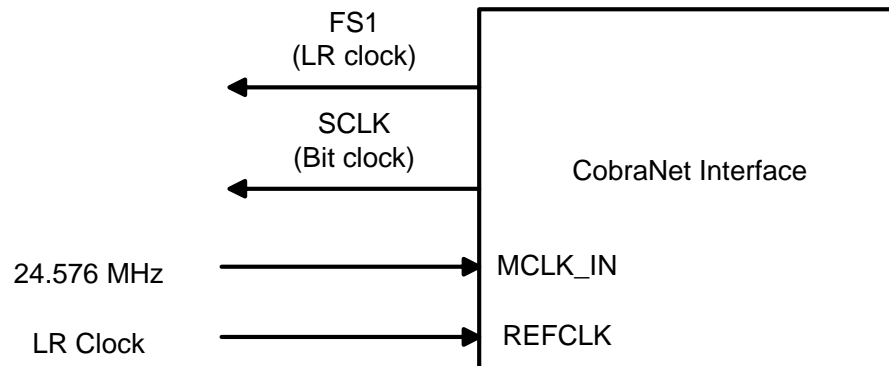 FS1
(LR clock)
SCLK
(Bit clock)
CobraNet Interface
24.576 MHz
MCLK_IN
LR Clock
REFCLK